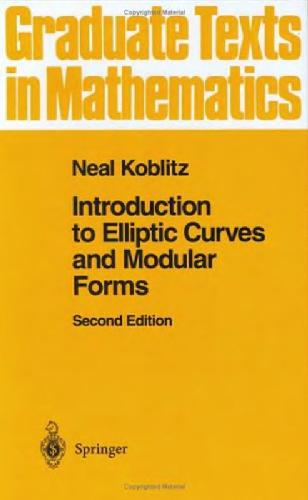 Graduate Texts
in Mathematics
Neal Koblitz
Introduction
to Elliptic Curves
and Modular
Forms
Second Edition
Springer